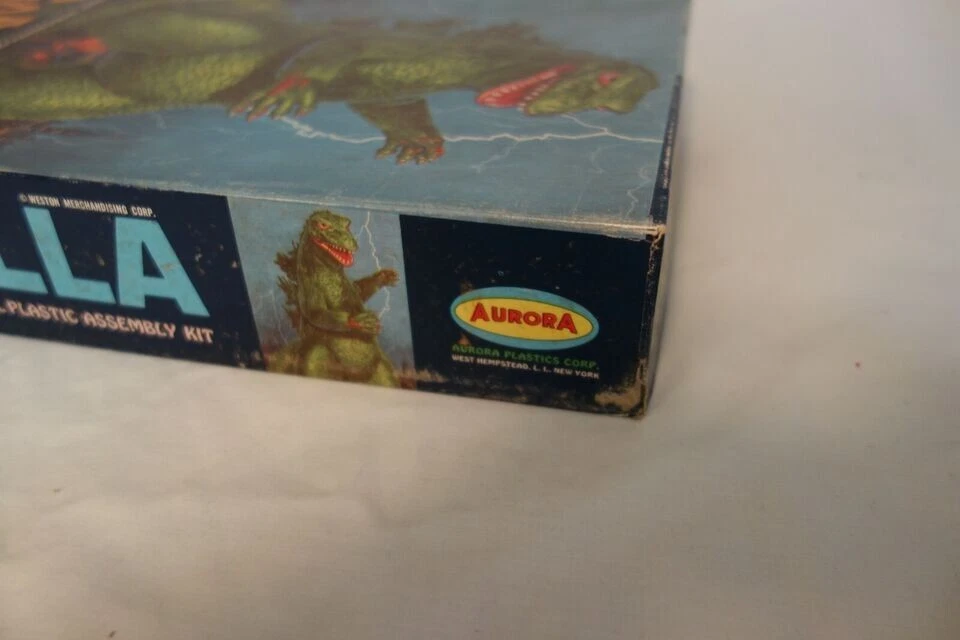 © WESTON MERCHANDISING CORP.
LLA
PLASTIC ASSEMBLY KIT
AURORA
AURORA PLASTICS CORP.
WEST HEMPSTEAD, L. I., NEW YORK